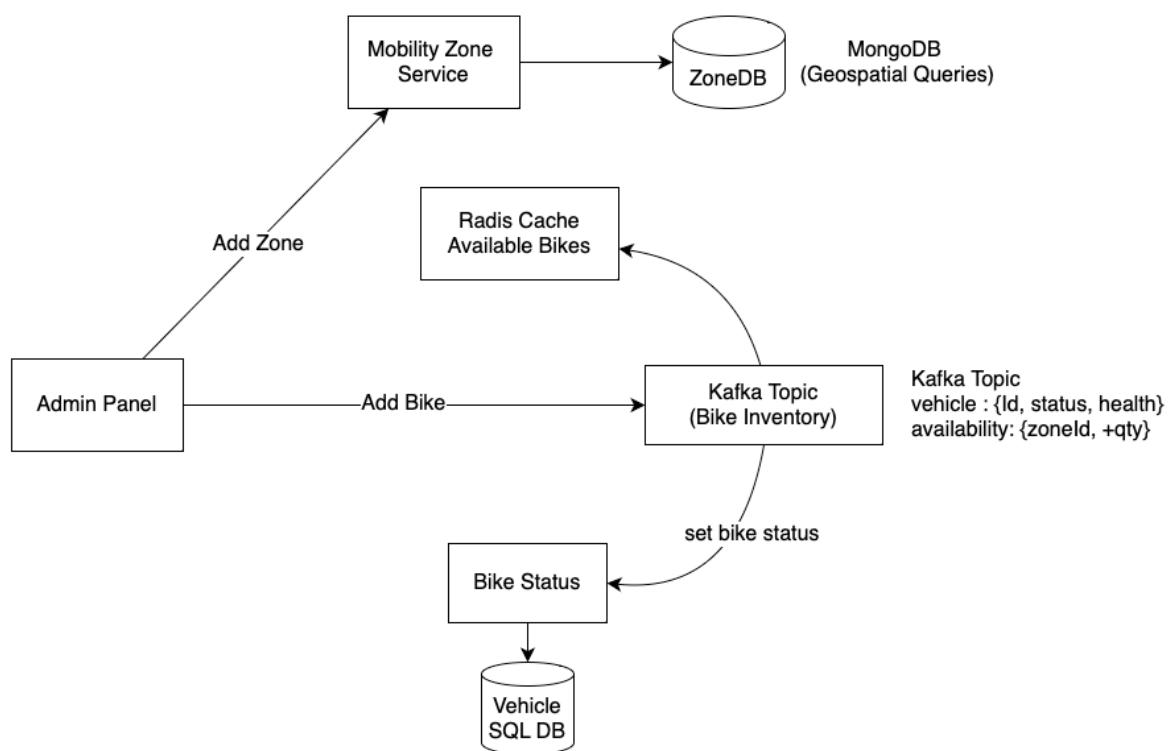 Mobility Zone
Service
ZoneDB
MongoDB
(Geospatial Queries)
Radis Cache
Available Bikes
Add Zone
Admin Panel
Add Bike
Kafka Topic
(Bike Inventory)
Kafka Topic
vehicle : {Id, status, health}
availability: {zoneId, +qty}
set bike status
Bike Status
Vehicle
SQL DB